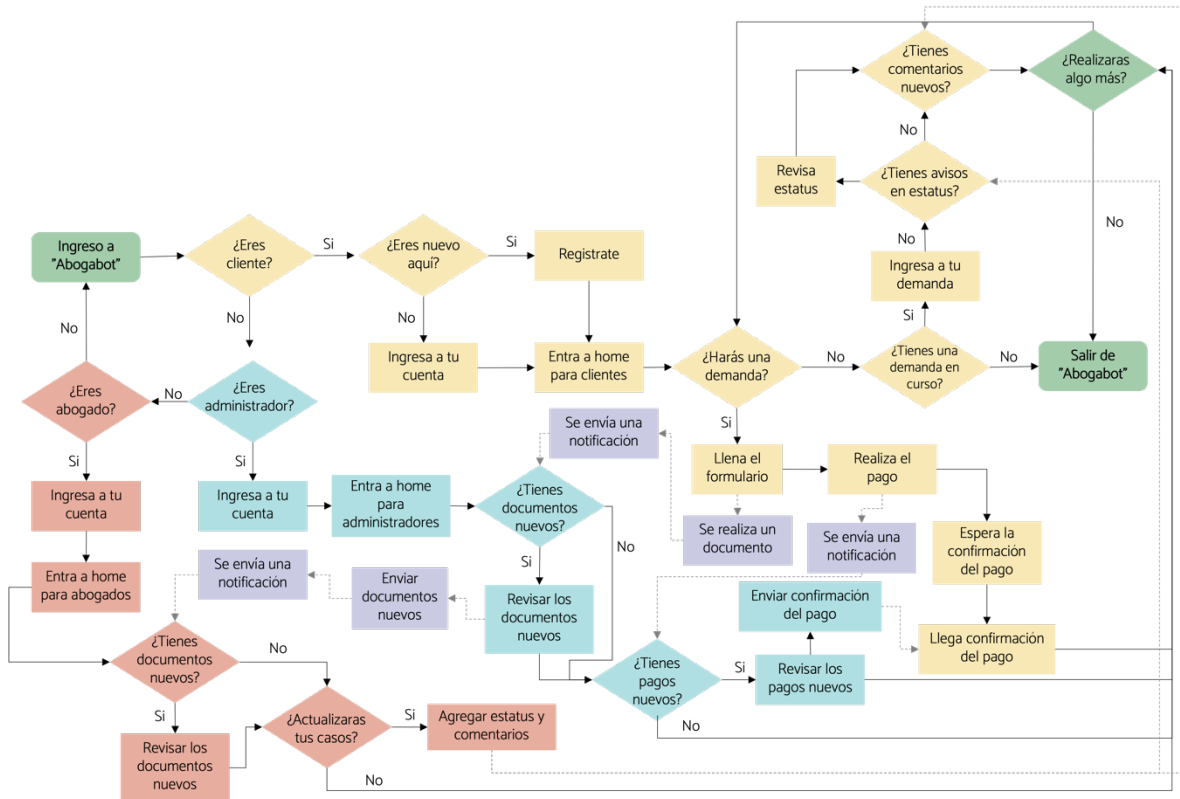 ¿Tienes
comentarios
nuevos?
¿Realizaras
algo más?
No
Revisa
estatus
¿Tienes avisos
en estatus?
No
No
Ingresa a tu
demanda
Si
Ingreso a
"Abogabot"
¿Eres
cliente?
Si
¿Eres nuevo
aquí?
Si
Registrate
No
No
No
Ingresa a tu
cuenta
Entra a home
para clientes
¿Harás una
demanda?
No
¿Tienes una
demanda en
curso?
No
Salir de
"Abogabot"
¿Eres
abogado?
No
¿Eres
administrador?
Si
Si
Si
Se envía una
notificación
Llena el
formulario
Realiza el
pago
Ingresa a tu
cuenta
Ingresa a tu
cuenta
Entra a home
para
administradores
¿Tienes
documentos
nuevos?
No
Se realiza un
documento
Se envía una
notificación
Espera la
confirmación
del pago
Entra a home
para abogados
Se envía una
notificación
Enviar
documentos
nuevos
Si
Revisar los
documentos
nuevos
Enviar confirmación
del pago
Llega confirmación
del pago
¿Tienes
documentos
nuevos?
No
¿Tienes
pagos
nuevos?
Si
Revisar los
pagos nuevos
No
Si
Revisar los
documentos
nuevos
¿Actualizaras
tus casos?
Si
Agregar estatus y
comentarios
No